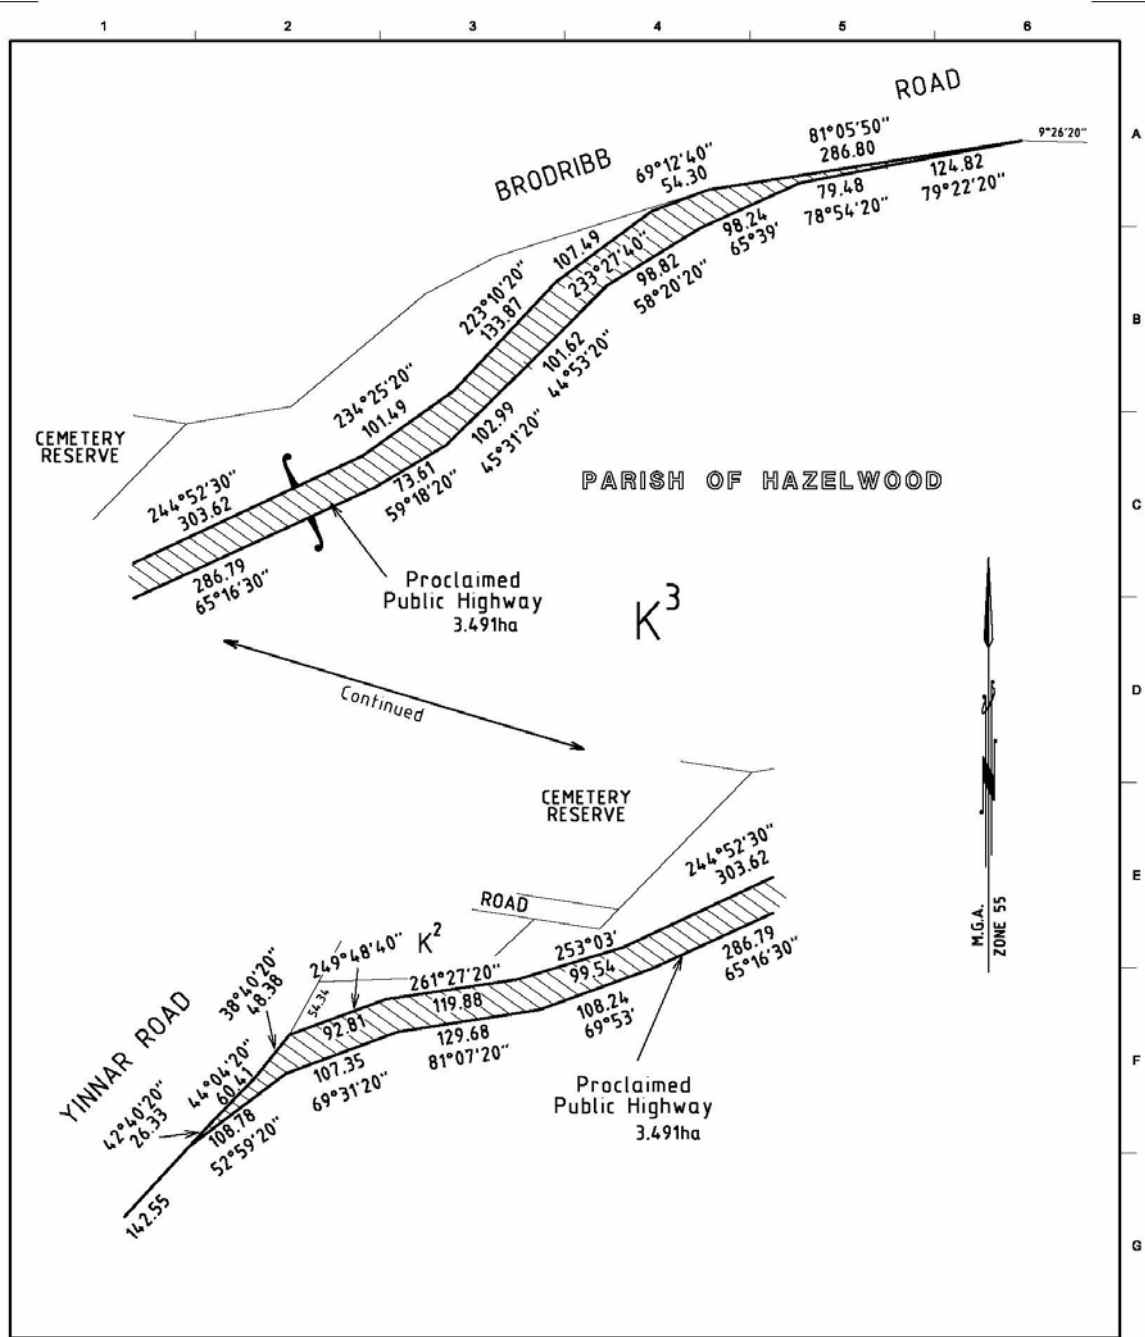 1 2 3 4 5 6
A
B
C
D
E
F
G
ROAD
BRODRIBB
9°26'20"
81°05'50"
286.80
69°12'40"
54.30
124.82
79°22'20"
79.48
78°54'20"
98.24
65°39'
107.49
233°27'40"
98.82
58°20'20"
223°10'20"
133.87
101.62
44°53'20"
234°25'20"
101.49
102.99
45°31'20"
CEMETERY
RESERVE
73.61
59°18'20"
PARISH OF HAZELWOOD
244°52'30"
303.62
286.79
65°16'30"
Proclaimed
Public Highway
3.491ha
K3
Continued
CEMETERY
RESERVE
M.G.A.
ZONE 55
244°52'30"
303.62
ROAD
K2
253°03'
99.54
286.79
65°16'30"
249°48'40"
261°27'20"
119.88
108.24
69°53'
38°40'20"
48.38
54.34
92.81
129.68
81°07'20"
YINNAR ROAD
44°04'20"
60.41
107.35
69°31'20"
42°40'20"
26.33
108.78
52°59'20"
Proclaimed
Public Highway
3.491ha
142.55